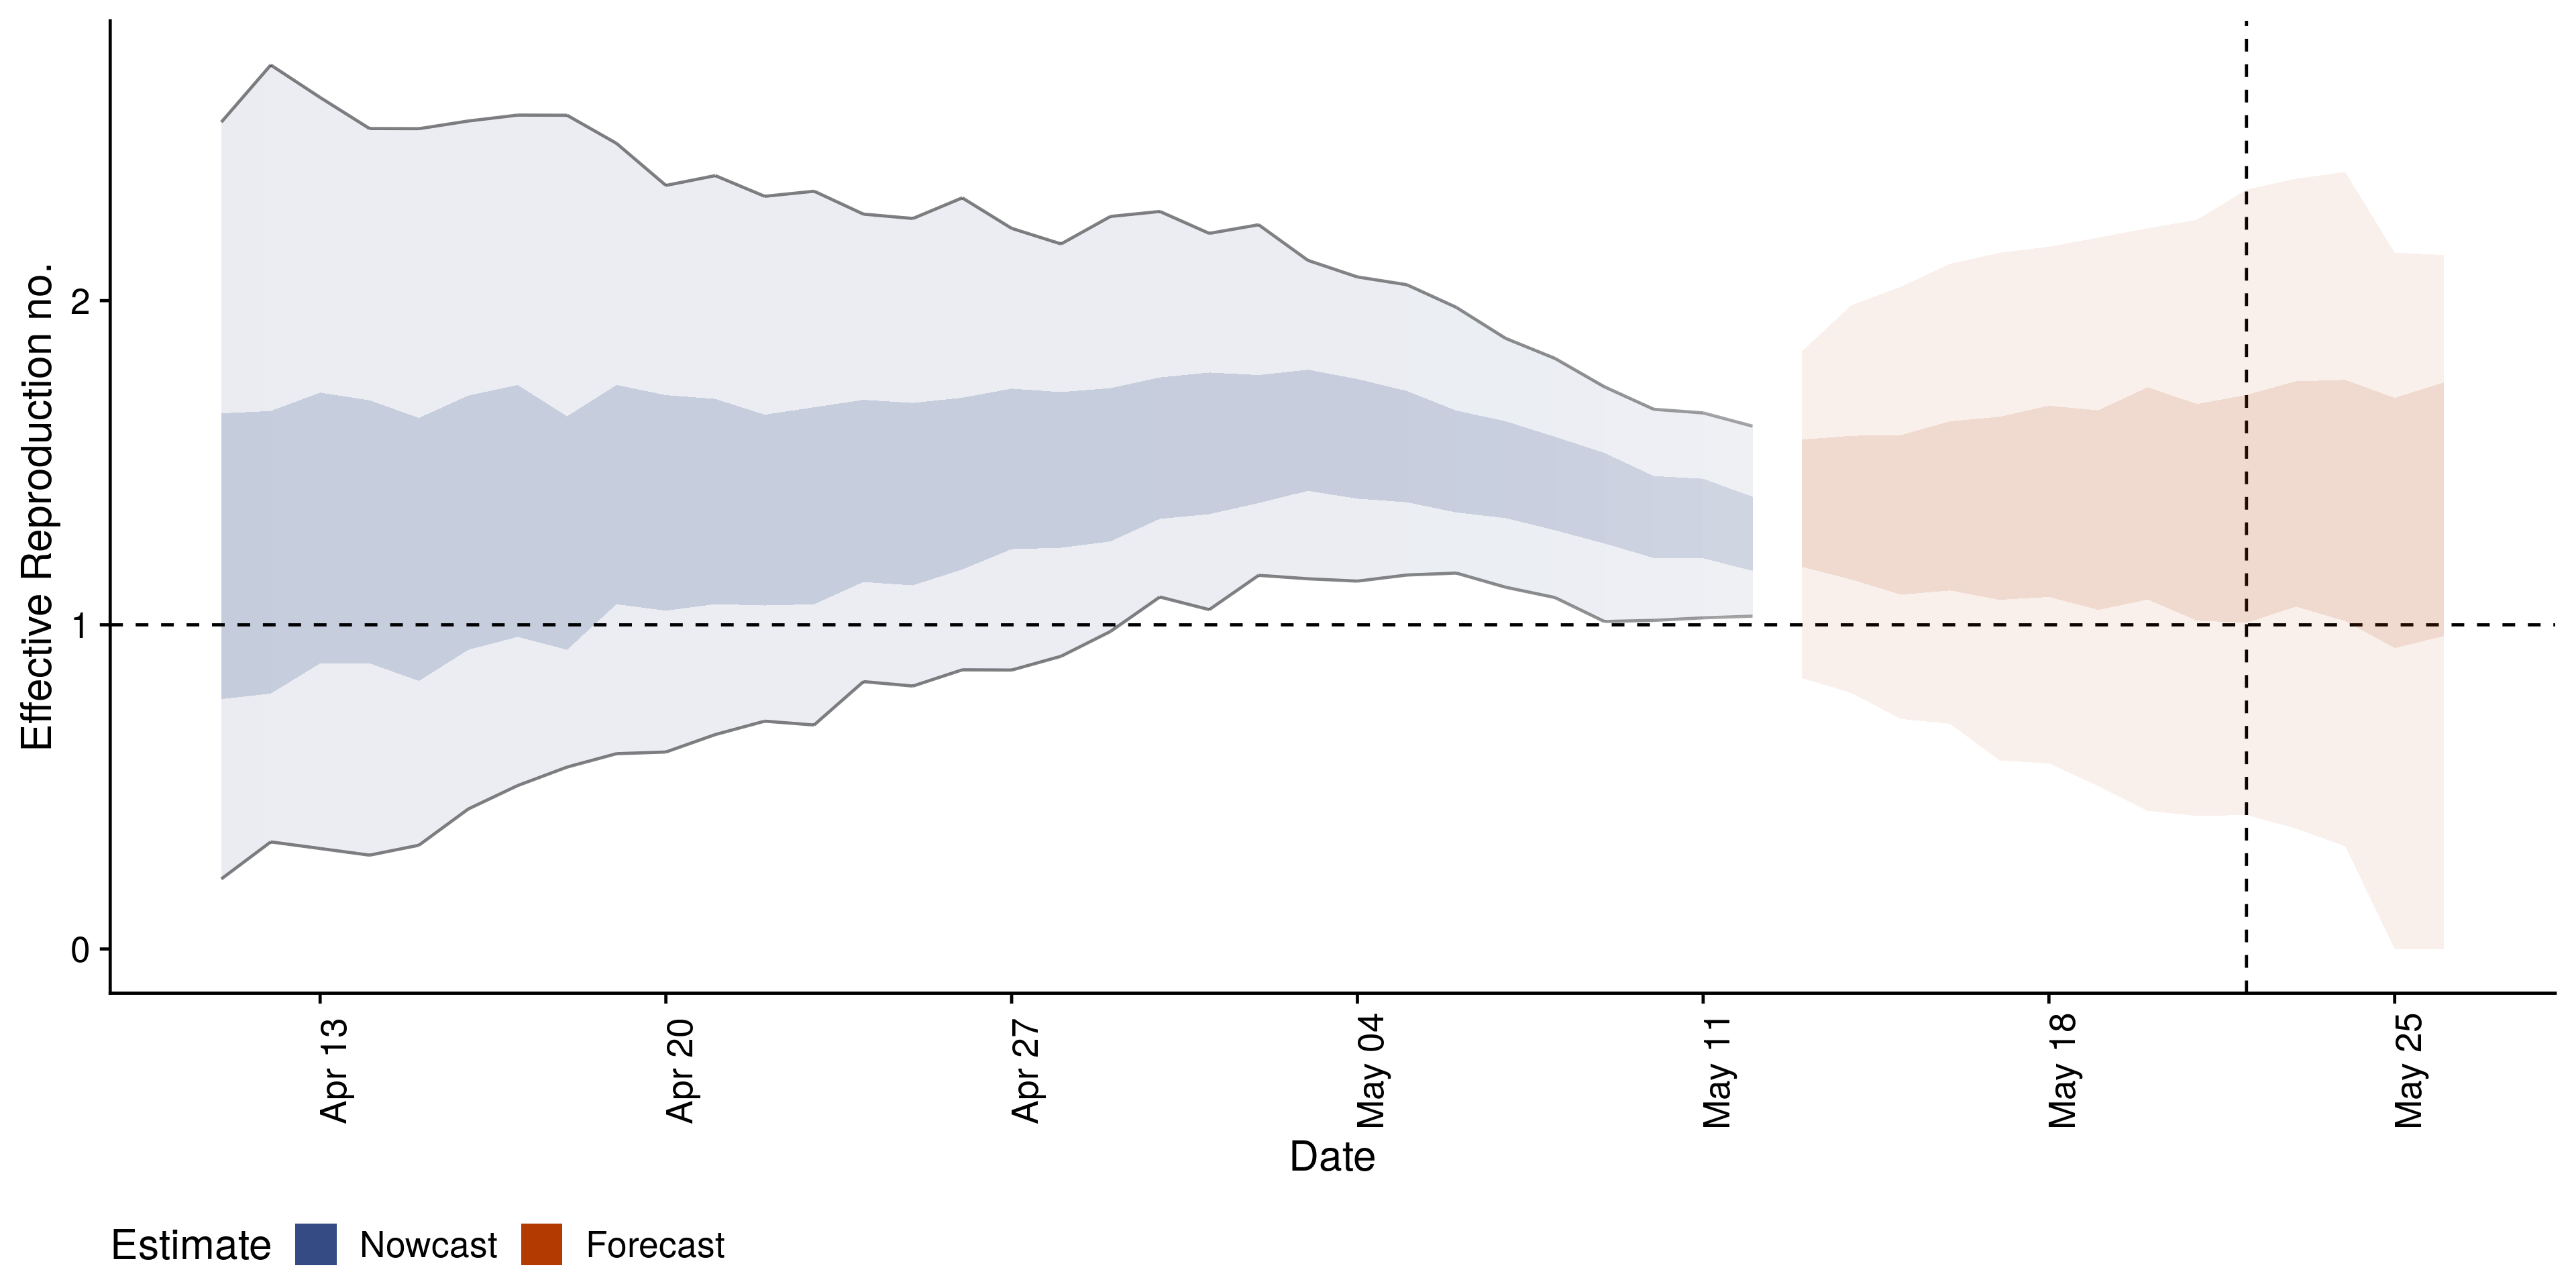 Effective Reproduction no.
2
1
0
Apr 13
Apr 20
Apr 27
May 04
May 11
May 18
May 25
Date
Estimate Nowcast Forecast